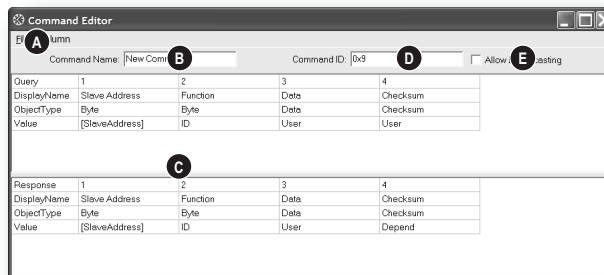 Command Editor
A
Command Name: New Com B
Command ID: 0x9 D
Allow E casting
Query 1 2 3 4
DisplayName Slave Address Function Data Checksum
ObjectType Byte Byte Data Checksum
Value [SlaveAddress] ID User User
C
Response 1 2 3 4
DisplayName Slave Address Function Data Checksum
ObjectType Byte Byte Data Checksum
Value [SlaveAddress] ID User Depend